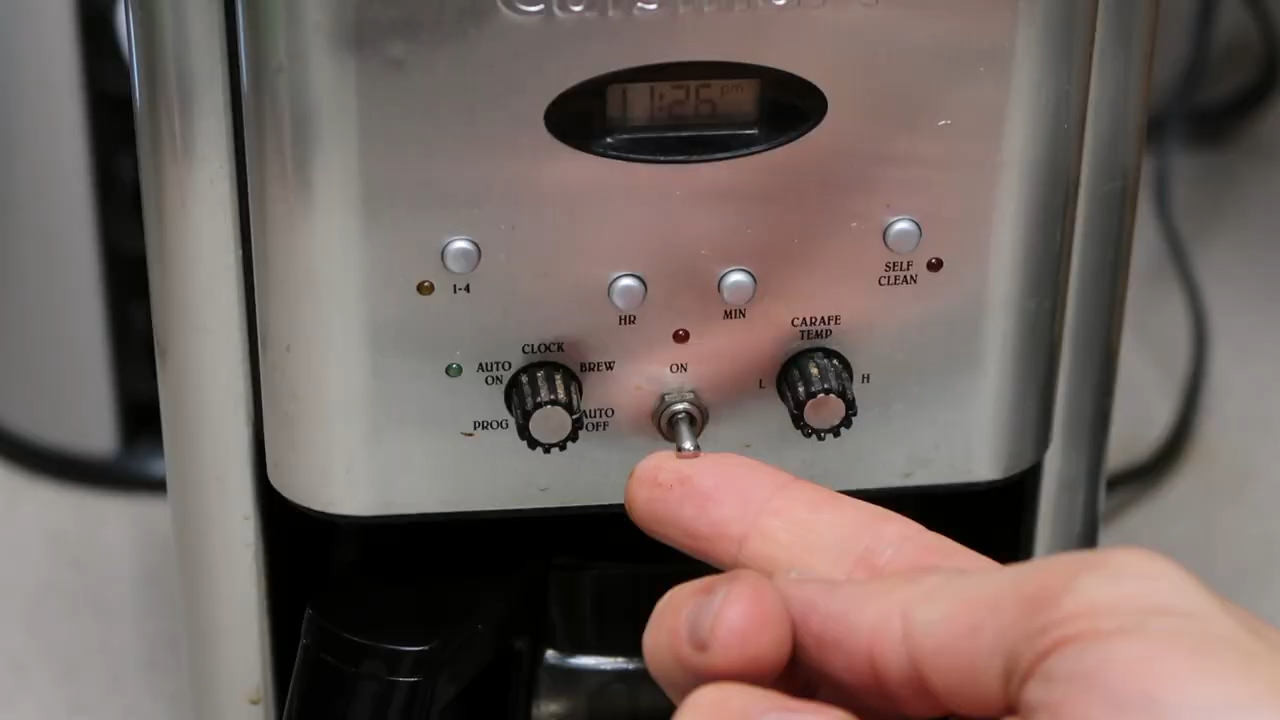 Cuisinart
11:26 pm
1-4
HR
MIN
SELF
CLEAN
CLOCK
AUTO
ON
BREW
PROG
AUTO
OFF
ON
CARAFE
TEMP
L
H